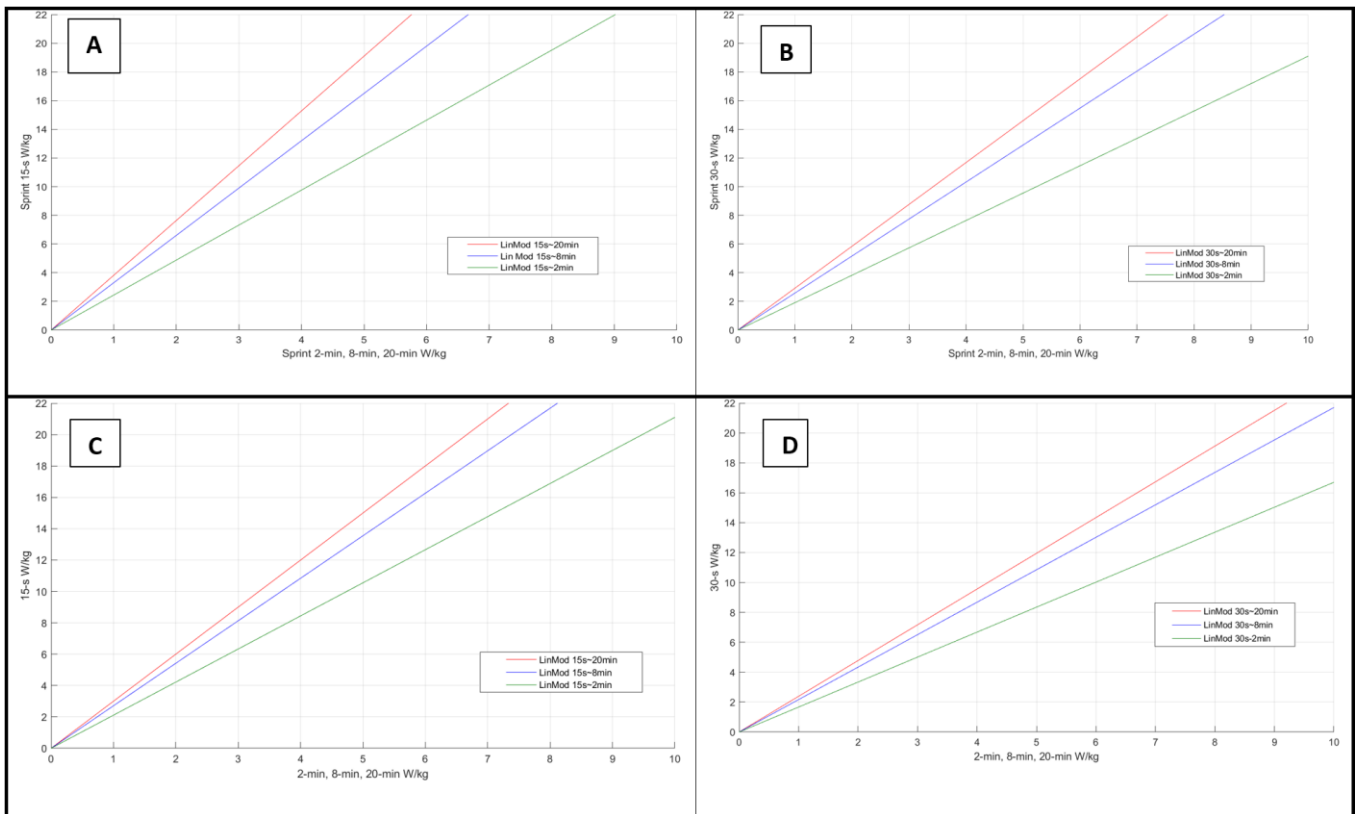 A
22
20
18
16
14
12
10
8
6
4
2
0
Sprint 15-s W/kg
LinMod 15s~20min
Lin Mod 15s~8min
LinMod 15s~2min
0 1 2 3 4 5 6 7 8 9 10
Sprint 2-min, 8-min, 20-min W/kg
B
22
20
18
16
14
12
10
8
6
4
2
0
Sprint 30-s W/kg
LinMod 30s~20min
LinMod 30s-8min
LinMod 30s~2min
0 1 2 3 4 5 6 7 8 9 10
Sprint 2-min, 8-min, 20-min W/kg
C
22
20
18
16
14
12
10
8
6
4
2
0
15-s W/kg
LinMod 15s~20min
LinMod 15s~8min
LinMod 15s~2min
0 1 2 3 4 5 6 7 8 9 10
2-min, 8-min, 20-min W/kg
D
22
20
18
16
14
12
10
8
6
4
2
0
30-s W/kg
LinMod 30s~20min
LinMod 30s~8min
LinMod 30s-2min
0 1 2 3 4 5 6 7 8 9 10
2-min, 8-min, 20-min W/kg